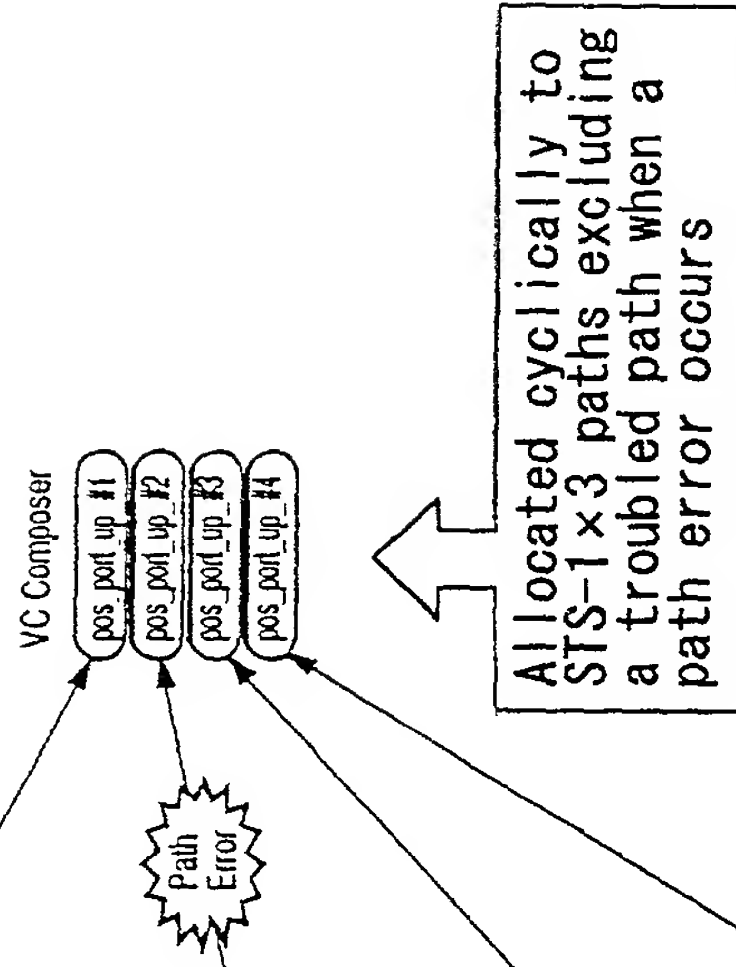 VC Composer
pos_port_up_#1
pos_port_up_#2
pos_port_up_#3
pos_port_up_#4
Path
Error
Allocated cyclically to
STS-1×3 paths excluding
a troubled path when a
path error occurs